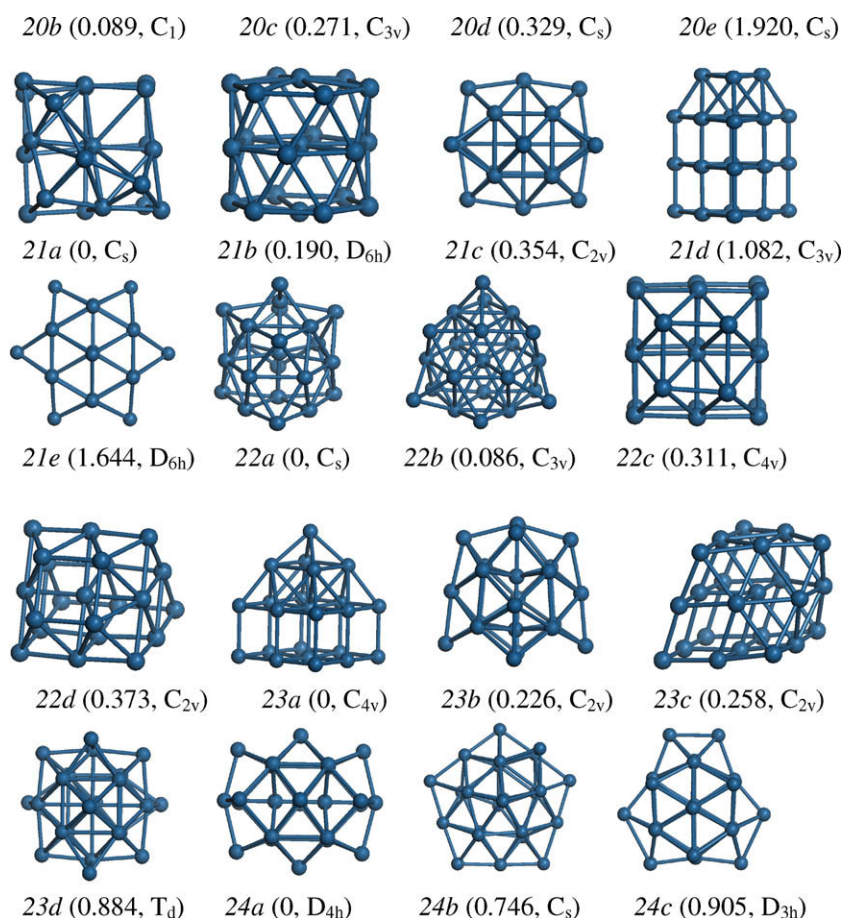 20b (0.089, C1) 20c (0.271, C3v) 20d (0.329, Cs) 20e (1.920, Cs)
21a (0, Cs) 21b (0.190, D6h) 21c (0.354, C2v) 21d (1.082, C3v)
21e (1.644, D6h) 22a (0, Cs) 22b (0.086, C3v) 22c (0.311, C4v)
22d (0.373, C2v) 23a (0, C4v) 23b (0.226, C2v) 23c (0.258, C2v)
23d (0.884, Td) 24a (0, D4h) 24b (0.746, Cs) 24c (0.905, D3h)